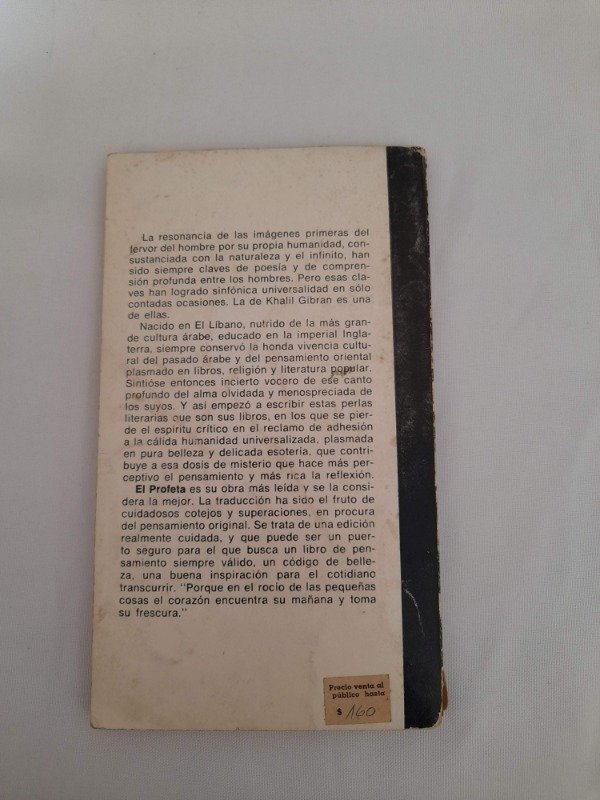 La resonancia de las imágenes primeras del
fervor del hombre por su propia humanidad, con-
sustanciada con la naturaleza y el infinito, han
sido siempre claves de poesía y de compren-
sión profunda entre los hombres. Pero esas cla-
ves han logrado sinfónica universalidad en sólo
contadas ocasiones. La de Khalil Gibran es una
de ellas.
Nacido en El Líbano, nutrido de la más gran-
de cultura árabe, educado en la imperial Ingla-
terra, siempre conservó la honda vivencia cultu-
ral del pasado árabe y del pensamiento oriental
plasmado en libros, religión y literatura popular.
Sintióse entonces incierto vocero de ese canto
profundo del alma olvidada y menospreciada de
los suyos. Y así empezó a escribir estas perlas
literarias que son sus libros, en los que se pier-
de el espíritu crítico en el reclamo de adhesión
a la cálida humanidad universalizada, plasmada
en pura belleza y delicada esoteria, que contri-
buye a esa dosis de misterio que hace más per-
ceptivo el pensamiento y más rica la reflexión.
El Profeta es su obra más leída y se la consi-
dera la mejor. La traducción ha sido el fruto de
cuidadosos cotejos y superaciones, en procura
del pensamiento original. Se trata de una edición
realmente cuidada, y que puede ser un puer-
to seguro para el que busca un libro de pen-
samiento siempre válido, un código de belle-
za, una buena inspiración para el cotidiano
transcurrir. "Porque en el rocío de las pequeñas
cosas el corazón encuentra su mañana y toma
su frescura."
Precio venta al
público hasta
$ 160